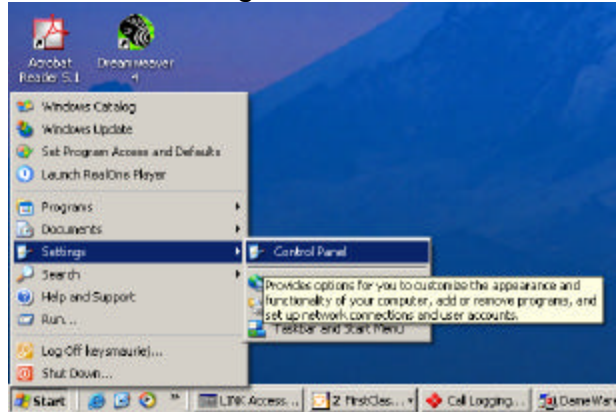 Acrobat
Reader 5.1
Dreamweaver
4
Windows Catalog
Windows Update
Set Program Access and Defaults
Launch RealOne Player
Programs
Documents
Settings
Search
Help and Support
Run...
Log Off keysmaurie)...
Shut Down...
Control Panel
Provides options for you to customize the appearance and
functionality of your computer, add or remove programs, and
set up network connections and user accounts.
Taskbar and Start Menu
Start
»
LINK Access...
2 FirstClas...
Call Logging...
DameWar